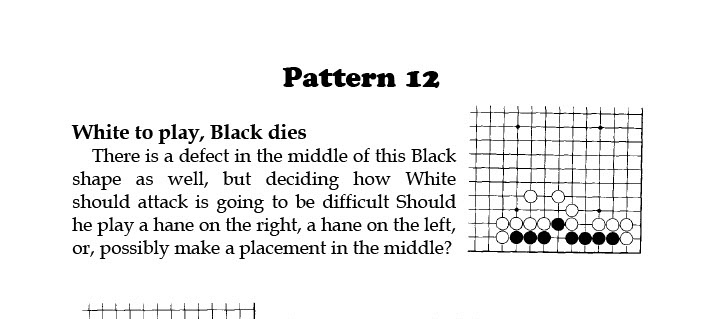 Pattern 12
White to play, Black dies
There is a defect in the middle of this Black
shape as well, but deciding how White
should attack is going to be difficult Should
he play a hane on the right, a hane on the left,
or, possibly make a placement in the middle?